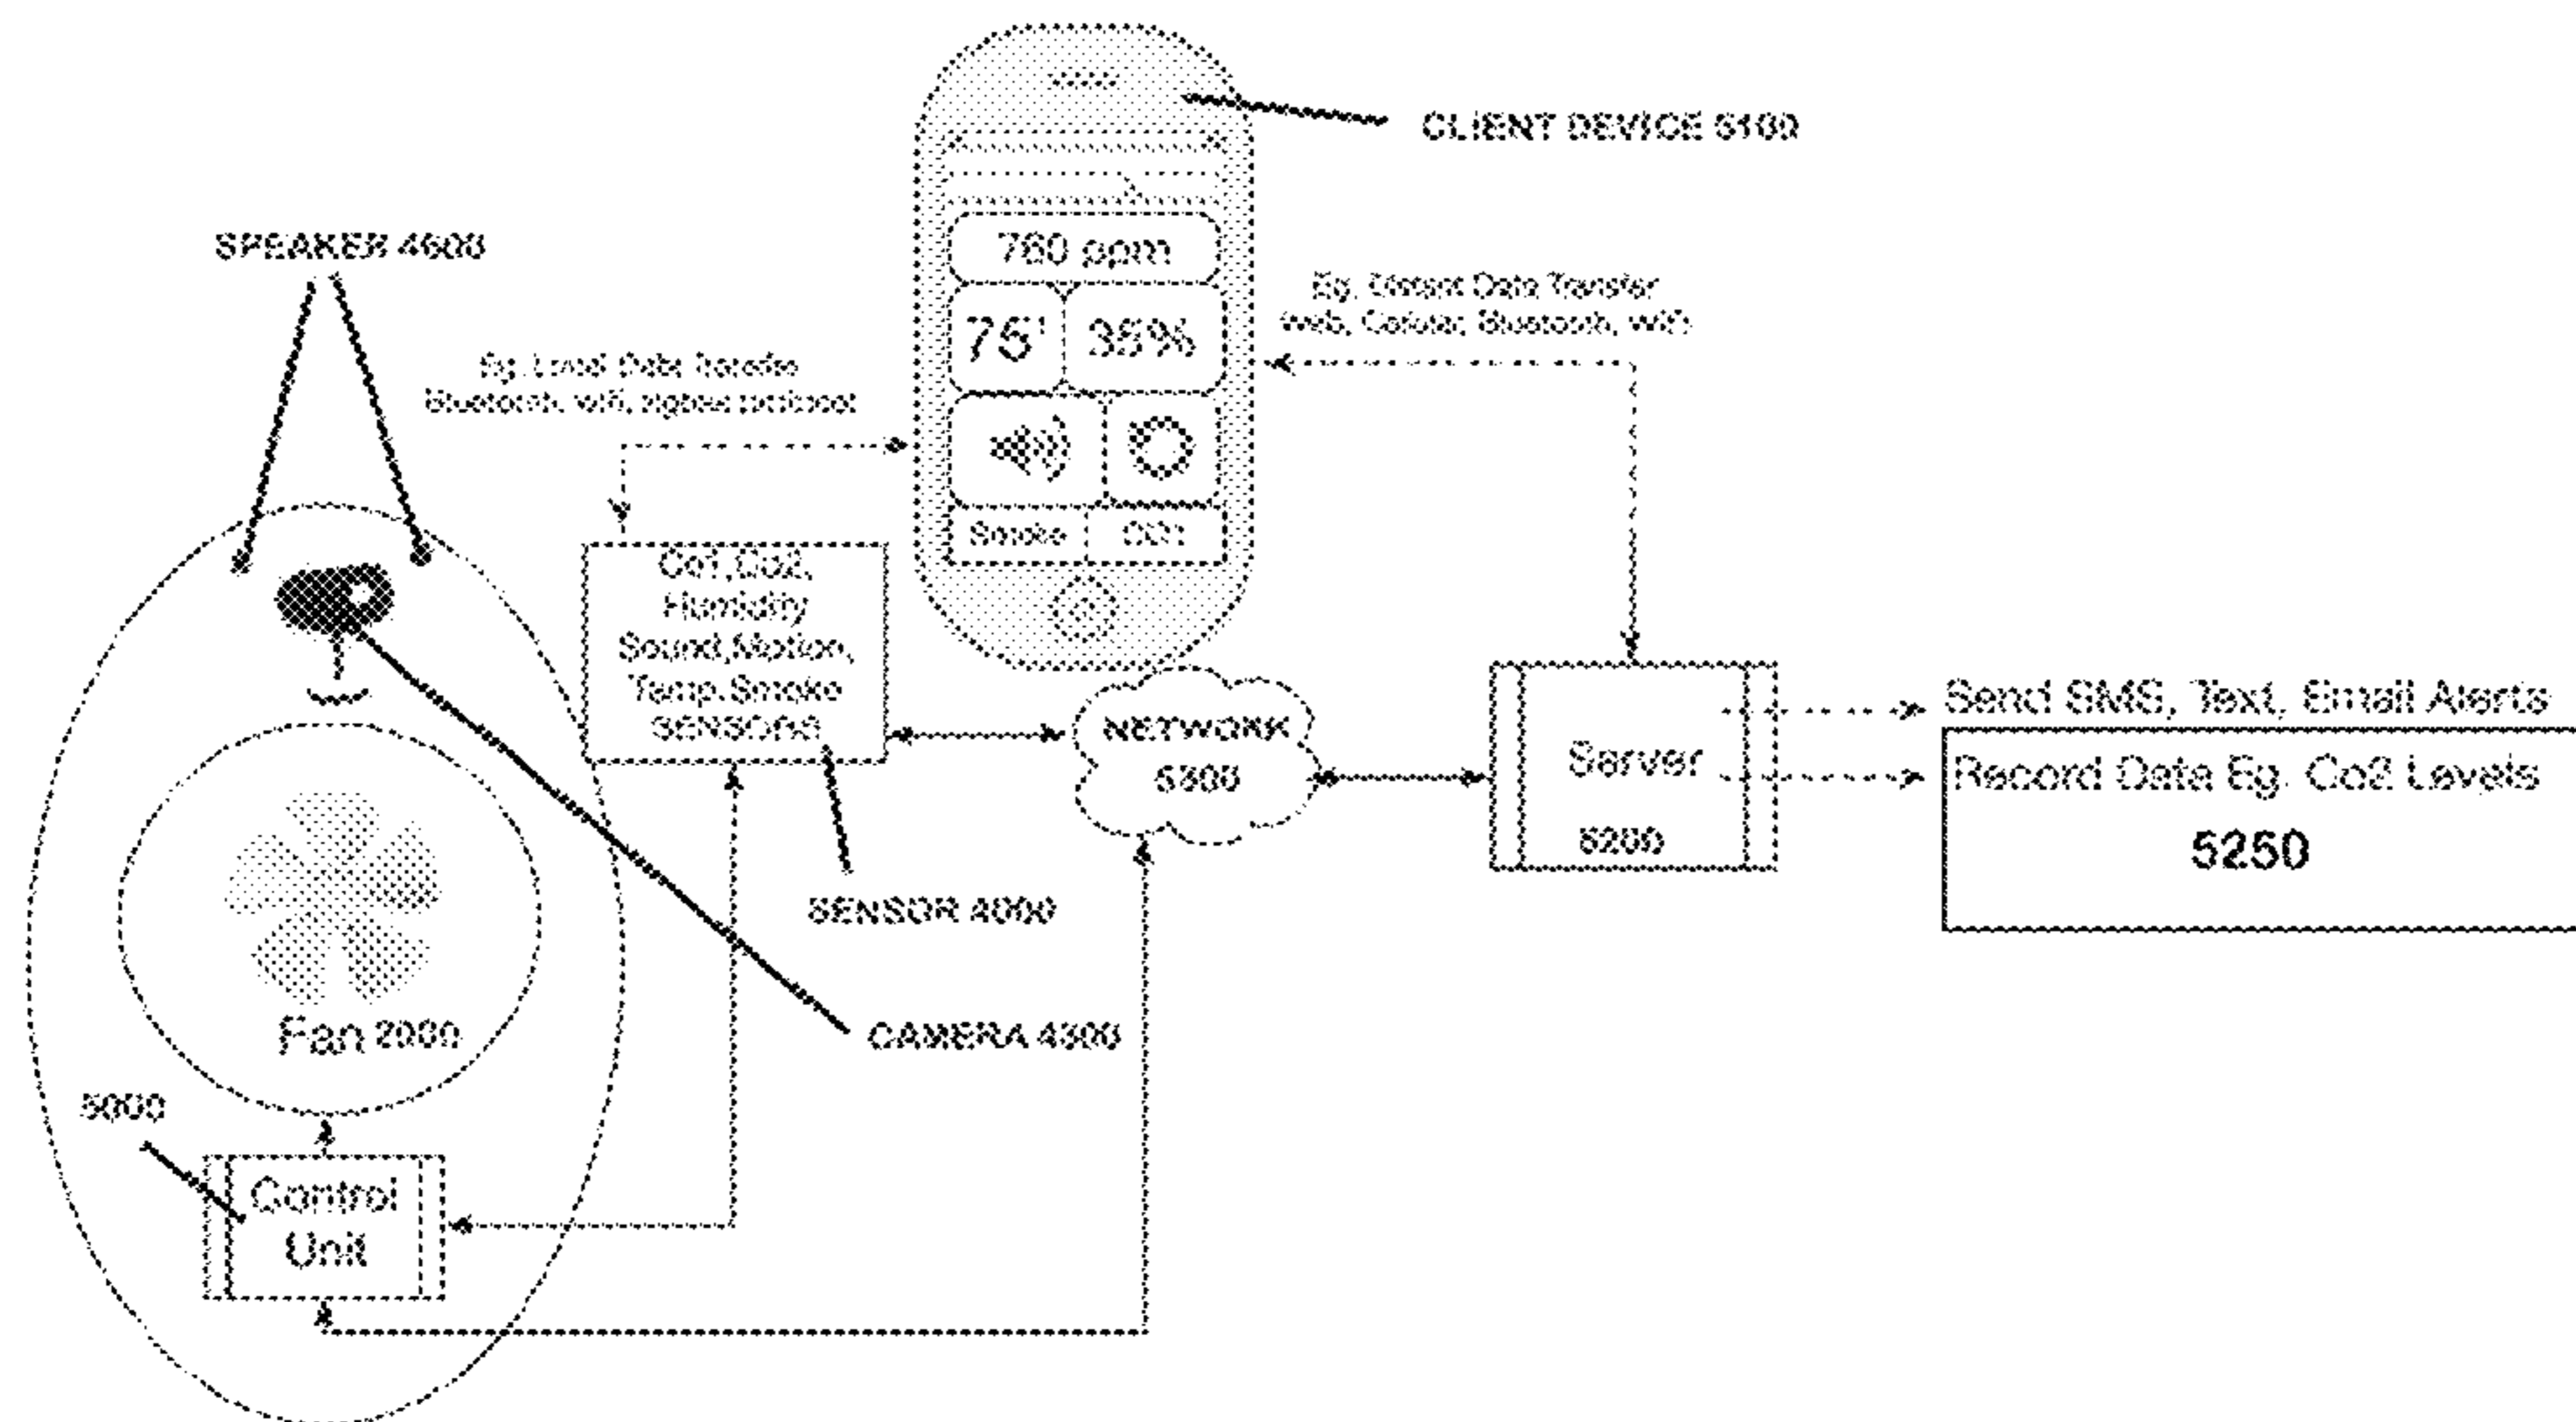 CLIENT DEVICE 5100
SPEAKER 4600
780 ppm
75°
35%
Eg. Distant Data Transfer
Web, Cellular, Bluetooth, WiFi
Eg. Local Data transfer
Bluetooth, wifi, zigbee protocol
Smoke
CO1
Co1,Co2,
Humidity
Sound,Motion,
Temp,Smoke
SENSORS
NETWORK
5300
Server
5200
Send SMS, Text, Email Alerts
Record Data Eg. Co2 Levels
5250
SENSOR 4000
CAMERA 4300
Fan 2000
5000
Control
Unit